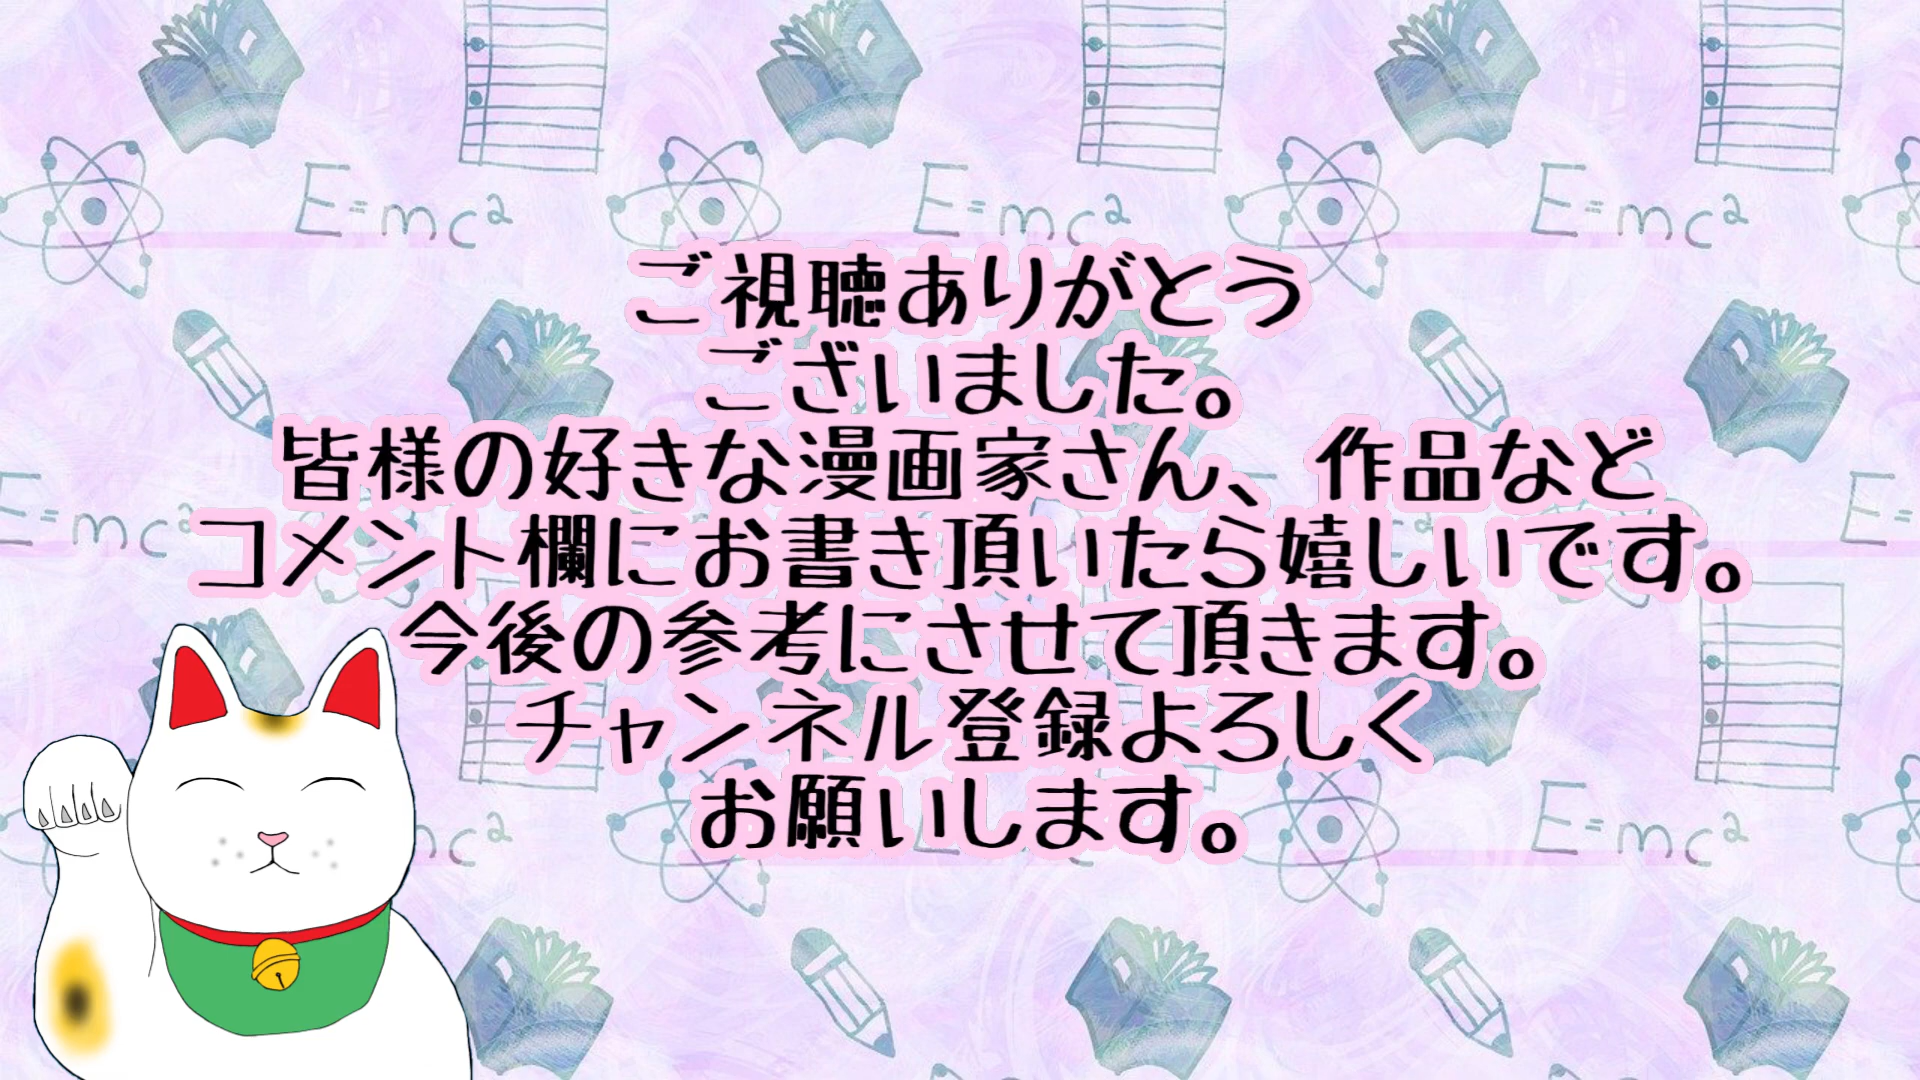 E=mc²
E=mc²
E=mc²
ご視聴ありがとう
ございました。
皆様の好きな漫画家さん、作品など
コメント欄にお書き頂いたら嬉しいです。
今後の参考にさせて頂きます。
チャンネル登録よろしく
お願いします。
E=mc²
E=mc²